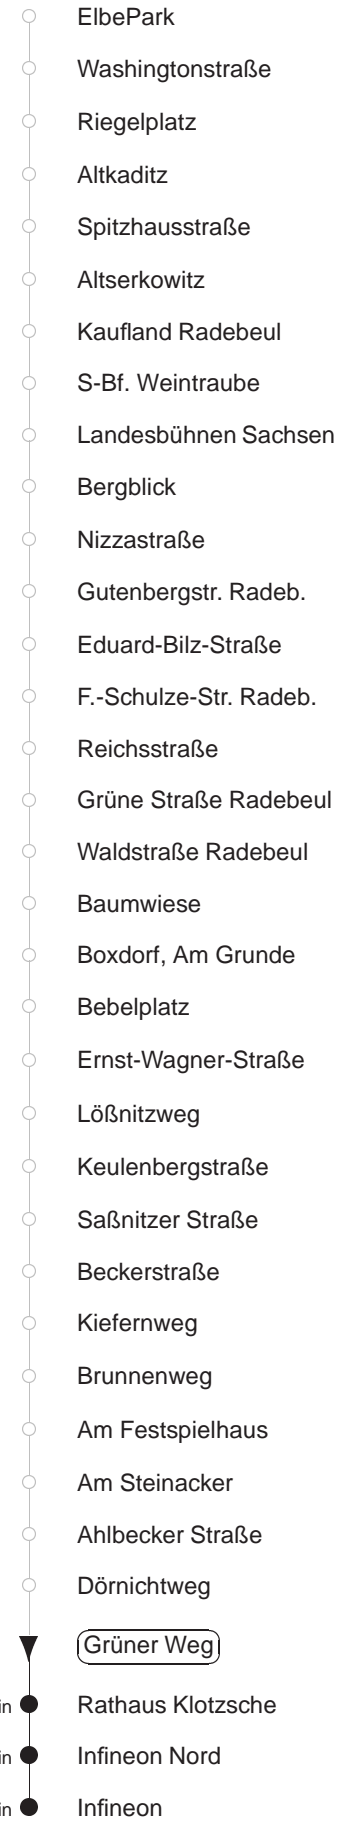 ElbePark
Washingtonstraße
Riegelplatz
Altkaditz
Spitzhausstraße
Altserkowitz
Kaufland Radebeul
S-Bf. Weintraube
Landesbühnen Sachsen
Bergblick
Nizzastraße
Gutenbergstr. Radeb.
Eduard-Bilz-Straße
F.-Schulze-Str. Radeb.
Reichsstraße
Grüne Straße Radebeul
Waldstraße Radebeul
Baumwiese
Boxdorf, Am Grunde
Bebelplatz
Ernst-Wagner-Straße
Lößnitzweg
Keulenbergstraße
Saßnitzer Straße
Beckerstraße
Kiefernweg
Brunnenweg
Am Festspielhaus
Am Steinacker
Ahlbecker Straße
Dörnichtweg
Grüner Weg
Rathaus Klotzsche
Infineon Nord
Infineon